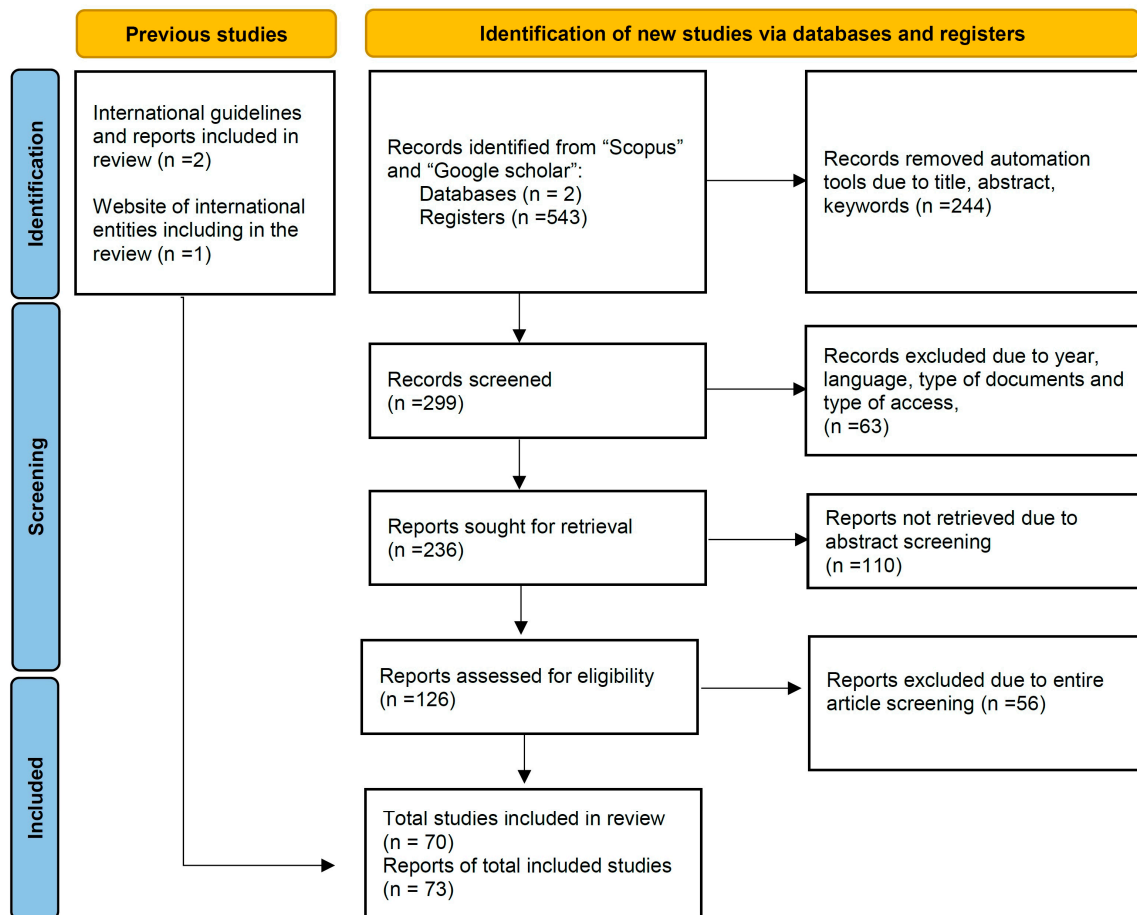 Previous studies
Identification of new studies via databases and registers
Identification
International guidelines
and reports included in
review (n =2)
Website of international
entities including in the
review (n =1)
Records identified from “Scopus”
and “Google scholar”:
Databases (n = 2)
Registers (n =543)
Records removed automation
tools due to title, abstract,
keywords (n =244)
Screening
Records screened
(n =299)
Records excluded due to year,
language, type of documents and
type of access,
(n =63)
Reports sought for retrieval
(n =236)
Reports not retrieved due to
abstract screening
(n =110)
Reports assessed for eligibility
(n =126)
Reports excluded due to entire
article screening (n =56)
Included
Total studies included in review
(n = 70)
Reports of total included studies
(n = 73)